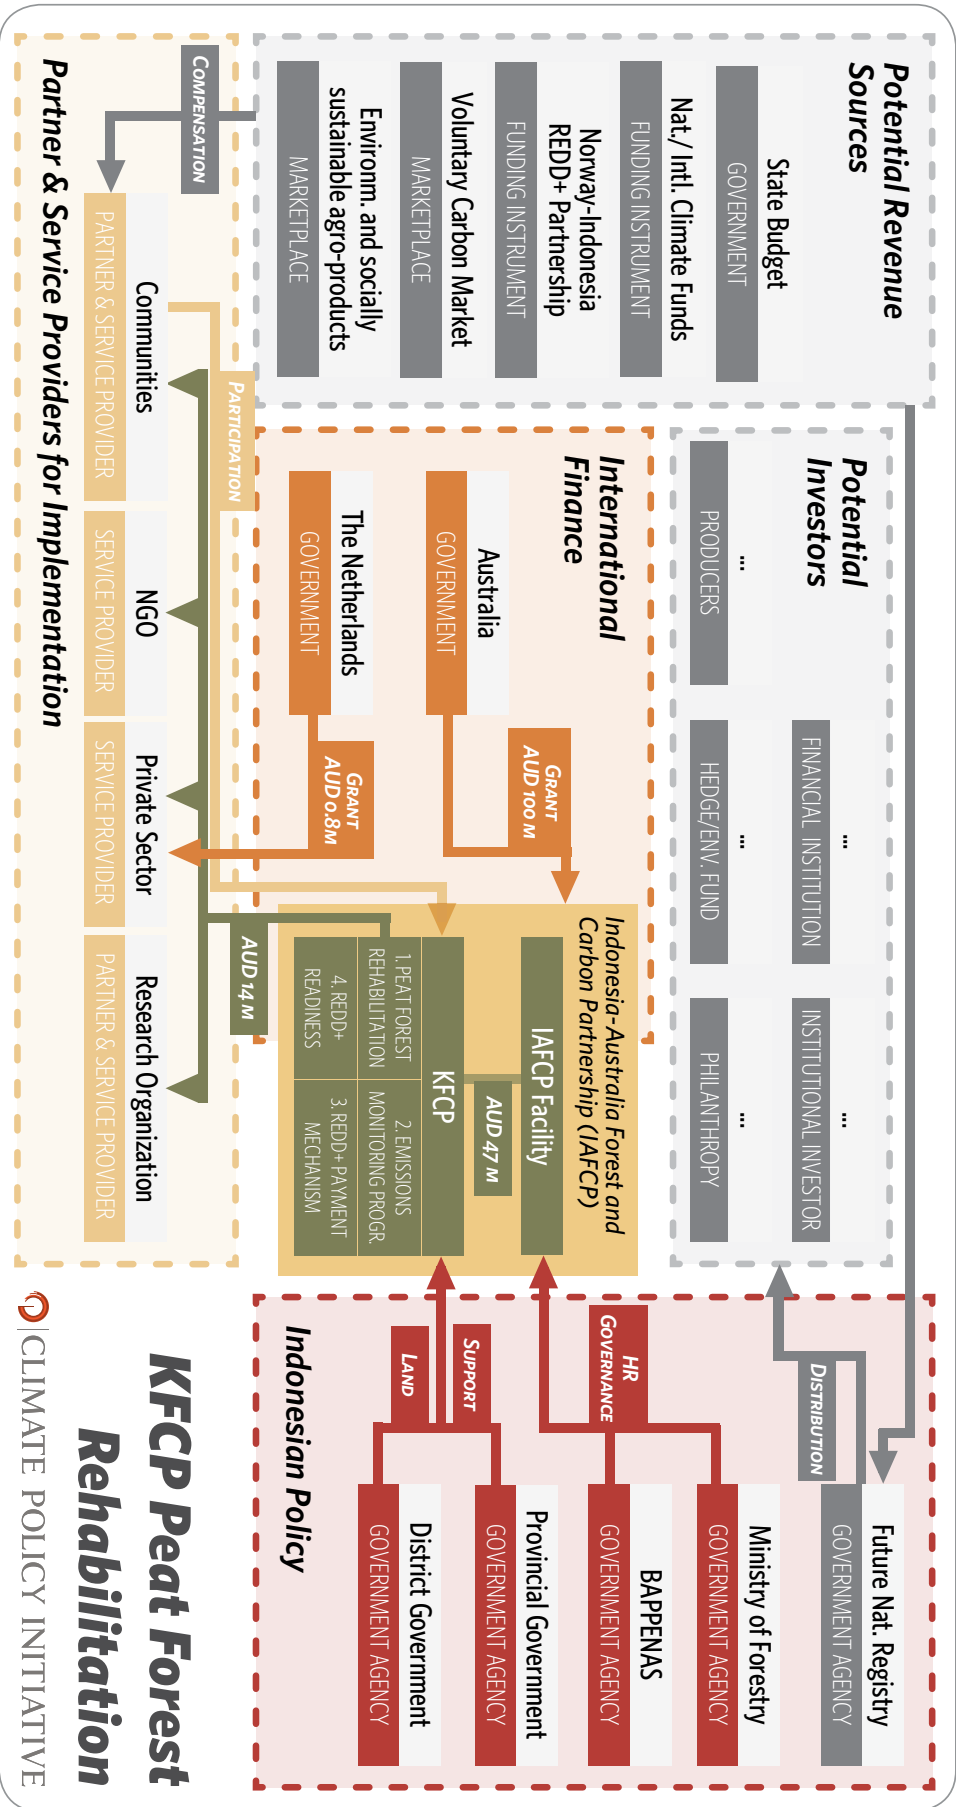 Potential Revenue
Sources
State Budget
GOVERNMENT
Nat./ Intl. Climate Funds
FUNDING INSTRUMENT
Norway-Indonesia
REDD+ Partnership
FUNDING INSTRUMENT
Voluntary Carbon Market
MARKETPLACE
Environm. and socially
sustainable agro-products
MARKETPLACE
COMPENSATION
Potential
Investors
...
FINANCIAL INSTITUTION
...
INSTITUTIONAL INVESTOR
...
PRODUCERS
...
HEDGE/ENV. FUND
...
PHILANTHROPY
International
Finance
Australia
GOVERNMENT
GRANT
AUD 100 M
The Netherlands
GOVERNMENT
GRANT
AUD 0.8M
PARTICIPATION
Indonesia-Australia Forest and
Carbon Partnership (IAFCP)
IAFCP Facility
AUD 47 M
KFCP
1. PEAT FOREST
REHABILITATION
2. EMISSIONS
MONITORING PROGR.
4. REDD+
READINESS
3. REDD+ PAYMENT
MECHANISM
AUD 14 M
DISTRIBUTION
Future Nat. Registry
GOVERNMENT AGENCY
Ministry of Forestry
GOVERNMENT AGENCY
HR
GOVERNANCE
BAPPENAS
GOVERNMENT AGENCY
Provincial Government
GOVERNMENT AGENCY
SUPPORT
LAND
District Government
GOVERNMENT AGENCY
Indonesian Policy
Communities
PARTNER & SERVICE PROVIDER
NGO
SERVICE PROVIDER
Private Sector
SERVICE PROVIDER
Research Organization
PARTNER & SERVICE PROVIDER
Partner & Service Providers for Implementation
KFCP Peat Forest
Rehabilitation
CLIMATE POLICY INITIATIVE